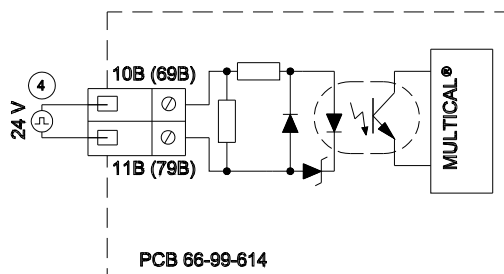 10B (69B)
4
24 V
11B (79B)
MULTICAL®
PCB 66-99-614